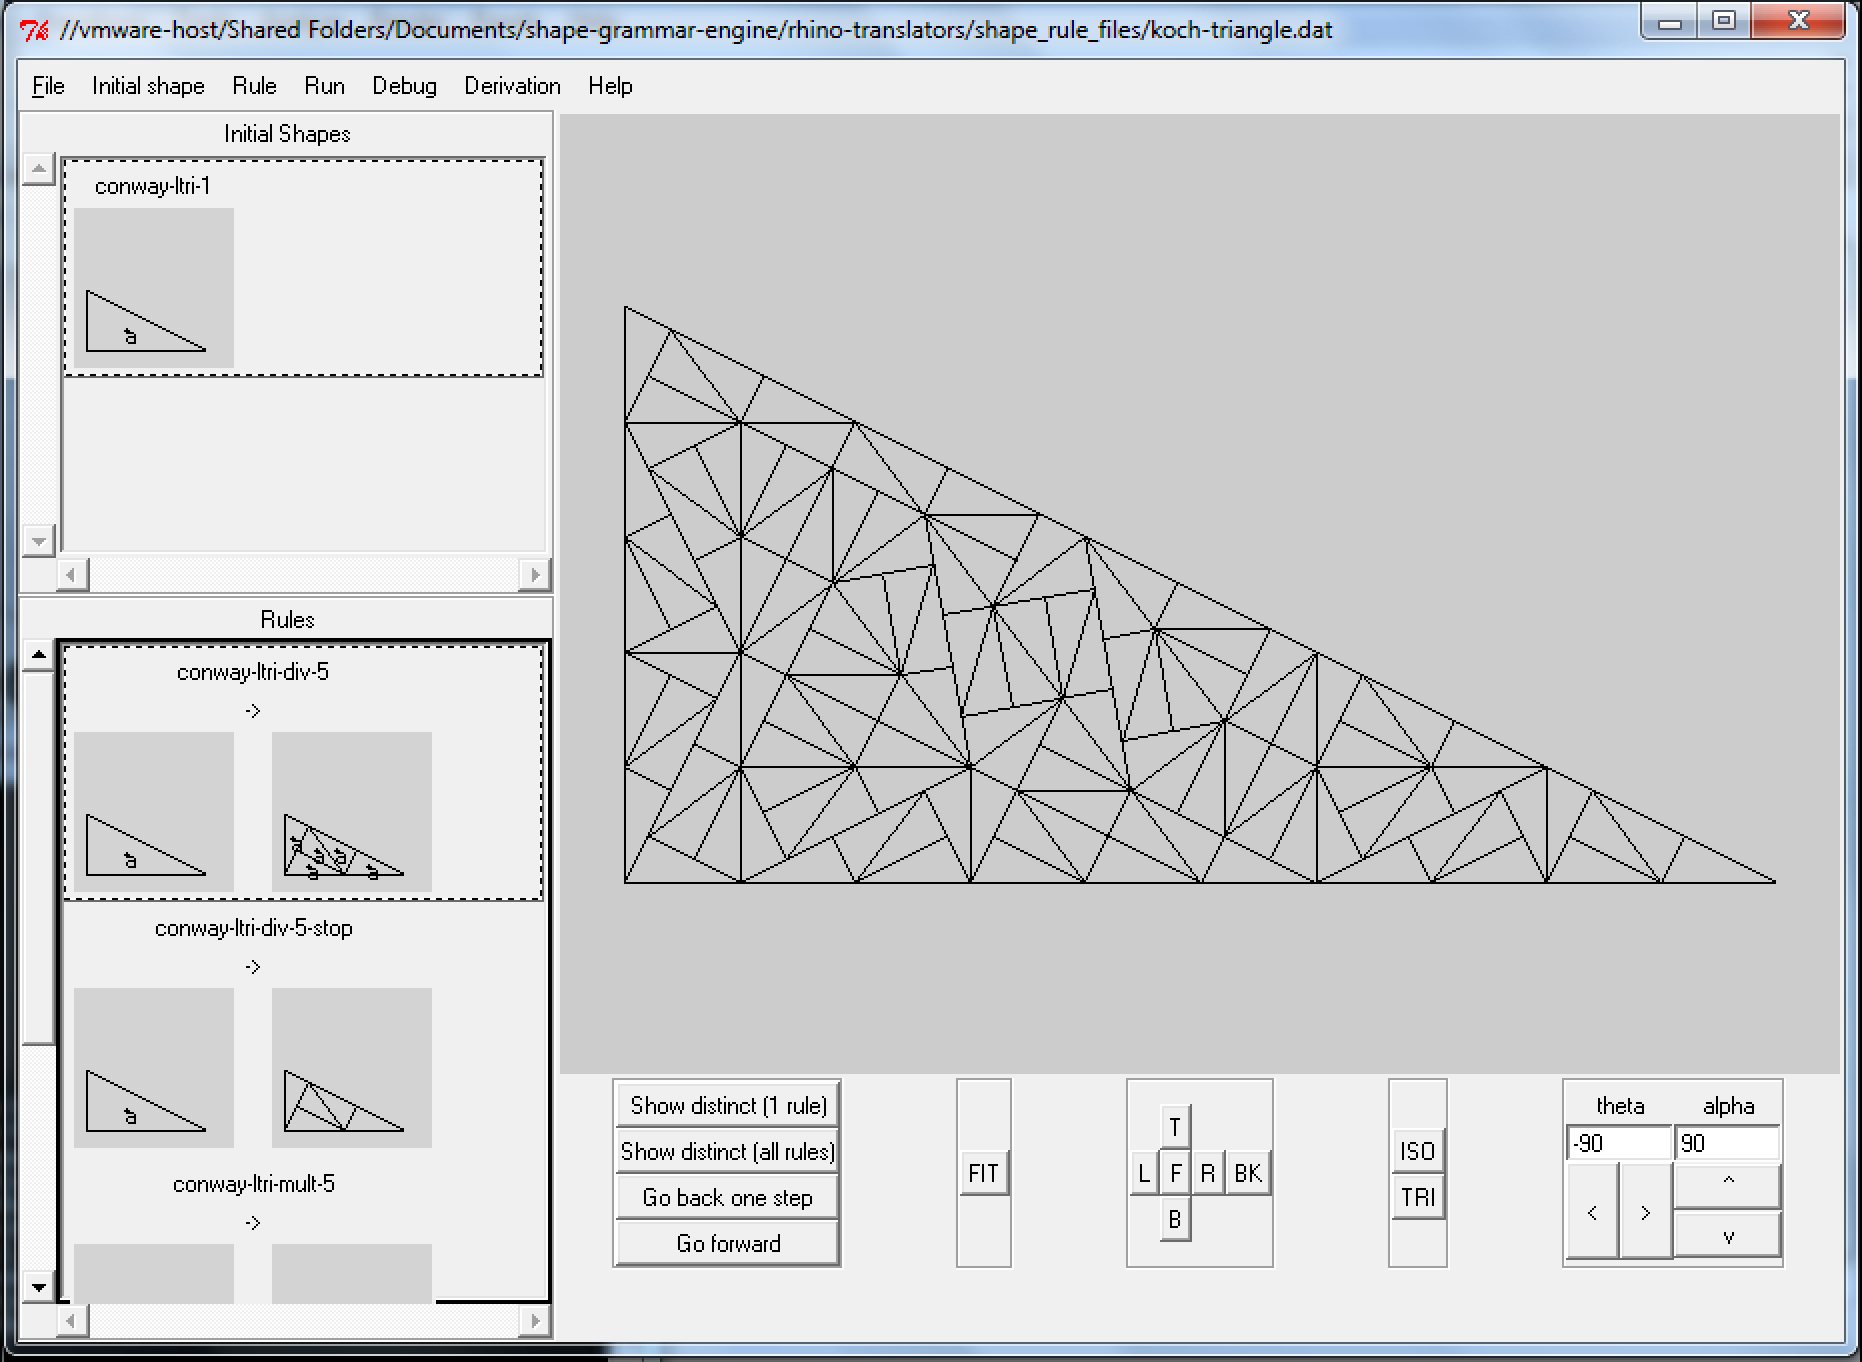 //vmware-host/Shared Folders/Documents/shape-grammar-engine/rhino-translators/shape_rule_files/koch-triangle.dat
File Initial shape Rule Run Debug Derivation Help
Initial Shapes
conway-ltri-1
a
Rules
conway-ltri-div-5
->
a
a a a a a
conway-ltri-div-5-stop
->
a
conway-ltri-mult-5
->
Show distinct (1 rule)
Show distinct (all rules)
Go back one step
Go forward
FIT
T
L F R BK
B
ISO
TRI
theta alpha
-90 90
< > ^
v